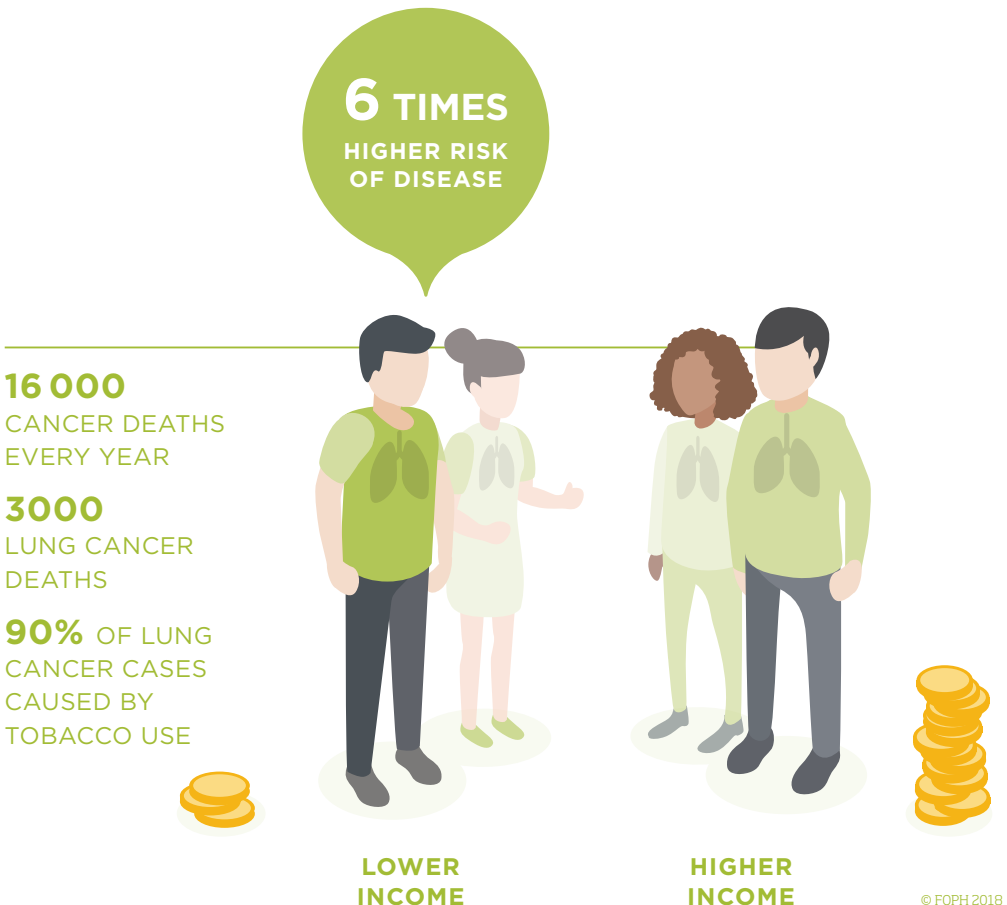 6 TIMES
HIGHER RISK
OF DISEASE
16 000
CANCER DEATHS
EVERY YEAR
3000
LUNG CANCER
DEATHS
90% OF LUNG
CANCER CASES
CAUSED BY
TOBACCO USE
LOWER
INCOME
HIGHER
INCOME
© FOPH 2018